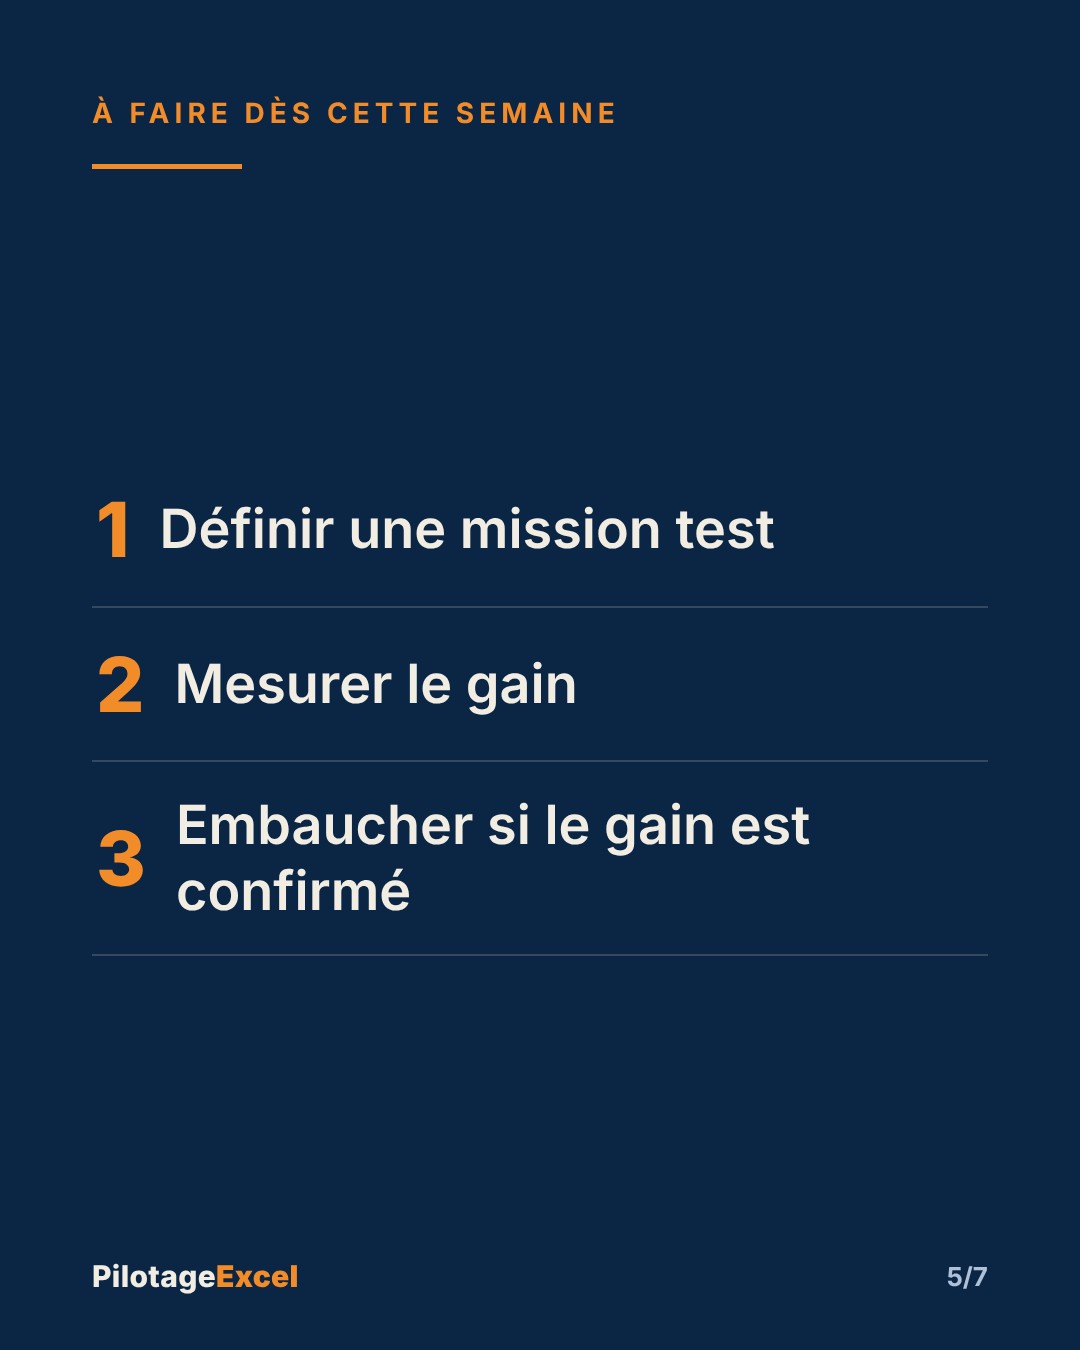 À FAIRE DÈS CETTE SEMAINE
1 Définir une mission test
2 Mesurer le gain
3 Embaucher si le gain est
confirmé
PilotageExcel
5/7